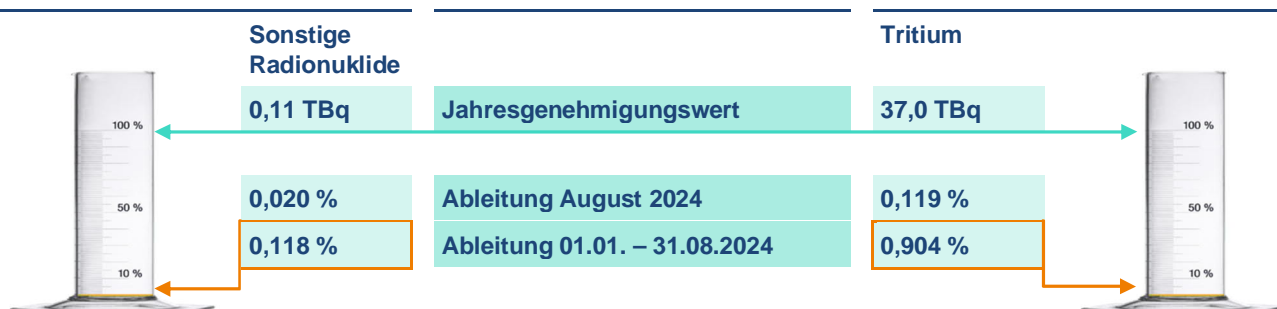 Sonstige
Radionuklide
Tritium
0,11 TBq Jahresgenehmigungswert 37,0 TBq
100 % 100 %
0,020 % Ableitung August 2024 0,119 %
50 % 50 %
0,118 % Ableitung 01.01. – 31.08.2024 0,904 %
10 % 10 %